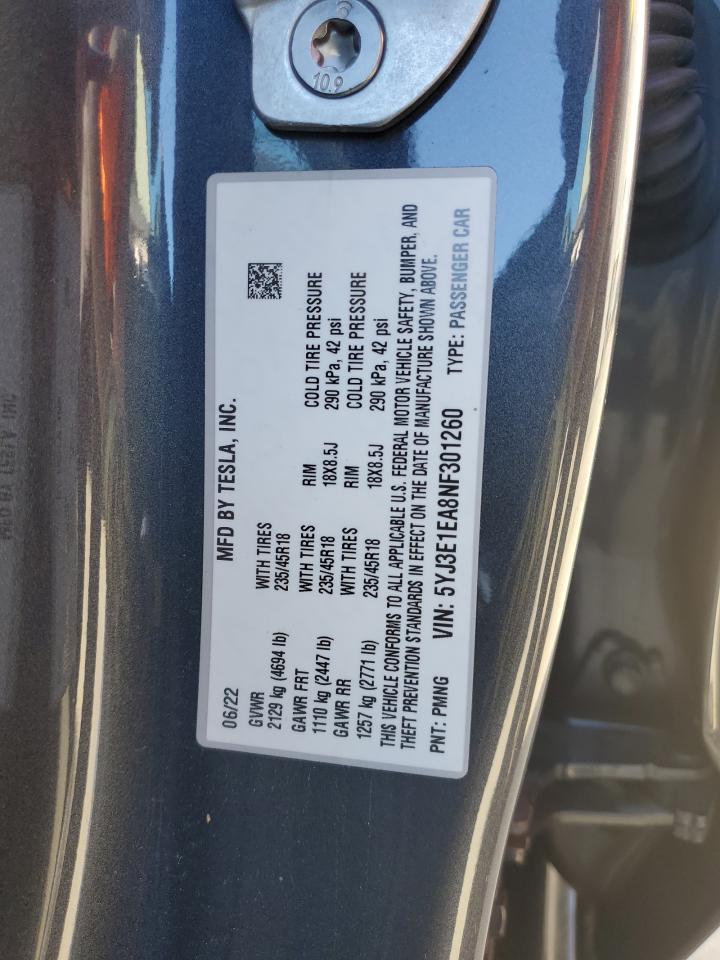 10.9
MFD BY TESLA, INC.
06/22
GVWR WITH TIRES RIM COLD TIRE PRESSURE
2129 kg (4694 lb) 235/45R18 18X8.5J 290 kPa, 42 psi
GAWR FRT WITH TIRES RIM COLD TIRE PRESSURE
1110 kg (2447 lb) 235/45R18 18X8.5J 290 kPa, 42 psi
GAWR RR
1257 kg (2771 lb) 235/45R18
THIS VEHICLE CONFORMS TO ALL APPLICABLE U.S. FEDERAL MOTOR VEHICLE SAFETY, BUMPER, AND
THEFT PREVENTION STANDARDS IN EFFECT ON THE DATE OF MANUFACTURE SHOWN ABOVE.
PNT: PMNG VIN: 5YJ3E1EA8NF301260 TYPE: PASSENGER CAR